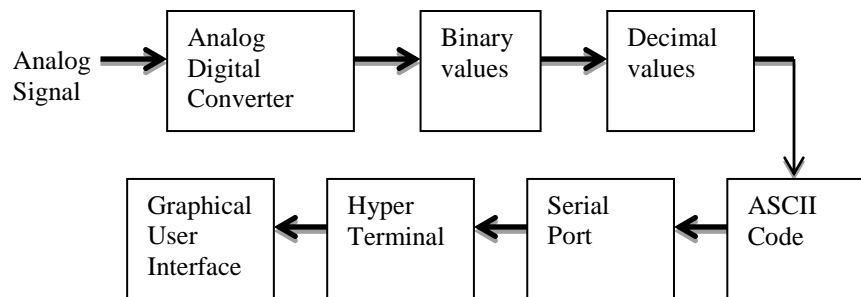 Analog
Signal
Analog
Digital
Converter
Binary
values
Decimal
values
Graphical
User
Interface
Hyper
Terminal
Serial
Port
ASCII
Code